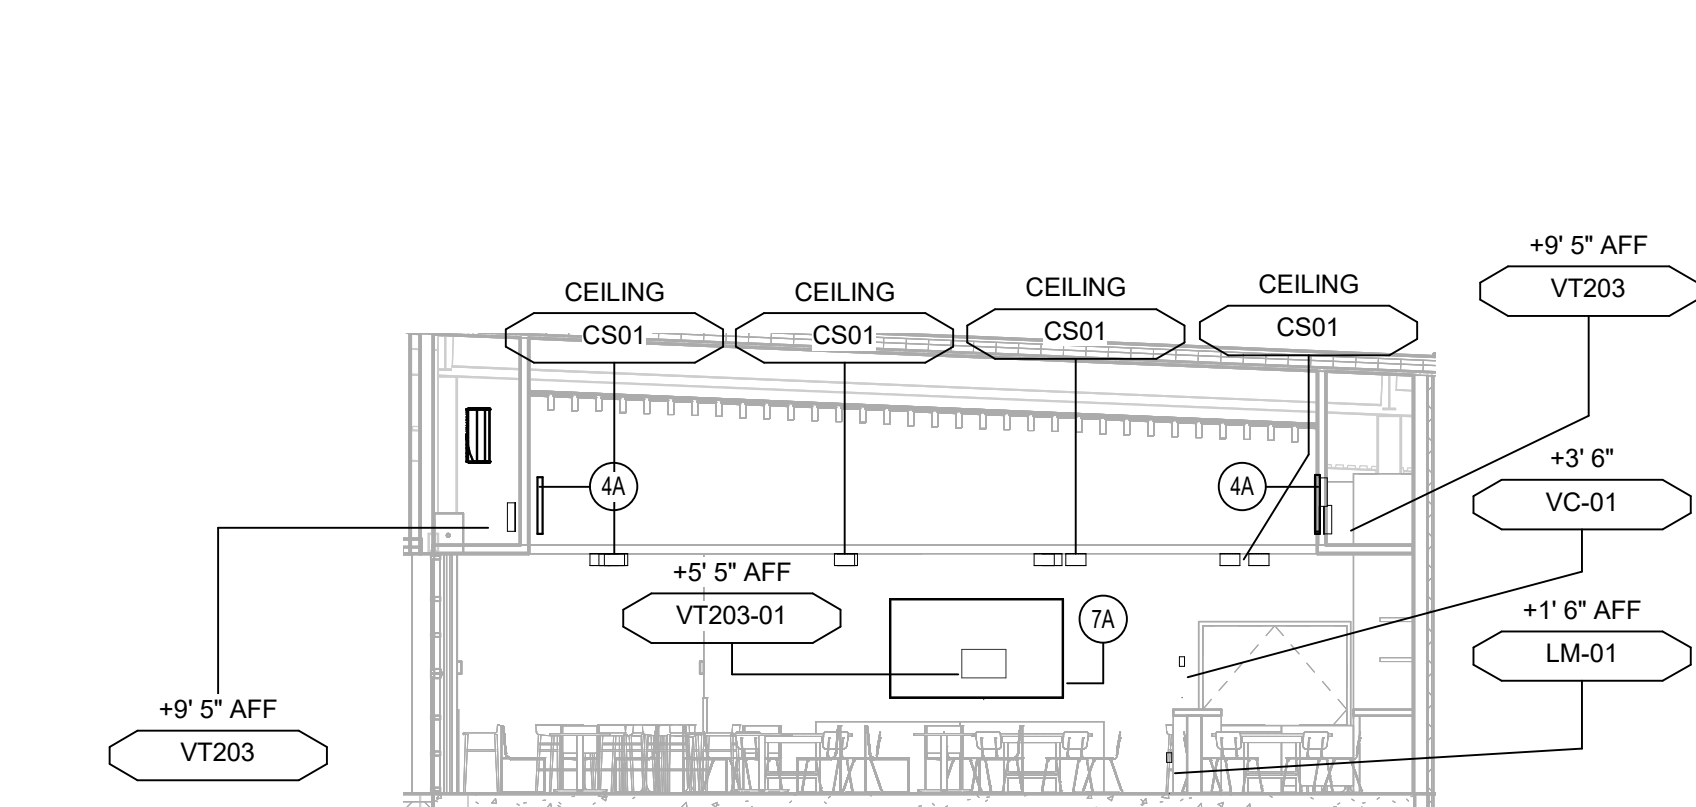 +9' 5" AFF
VT203
CEILING
CS01
CEILING
CS01
CEILING
CS01
CEILING
CS01
+3' 6"
VC-01
4A
4A
+5' 5" AFF
VT203-01
7A
+1' 6" AFF
LM-01
+9' 5" AFF
VT203